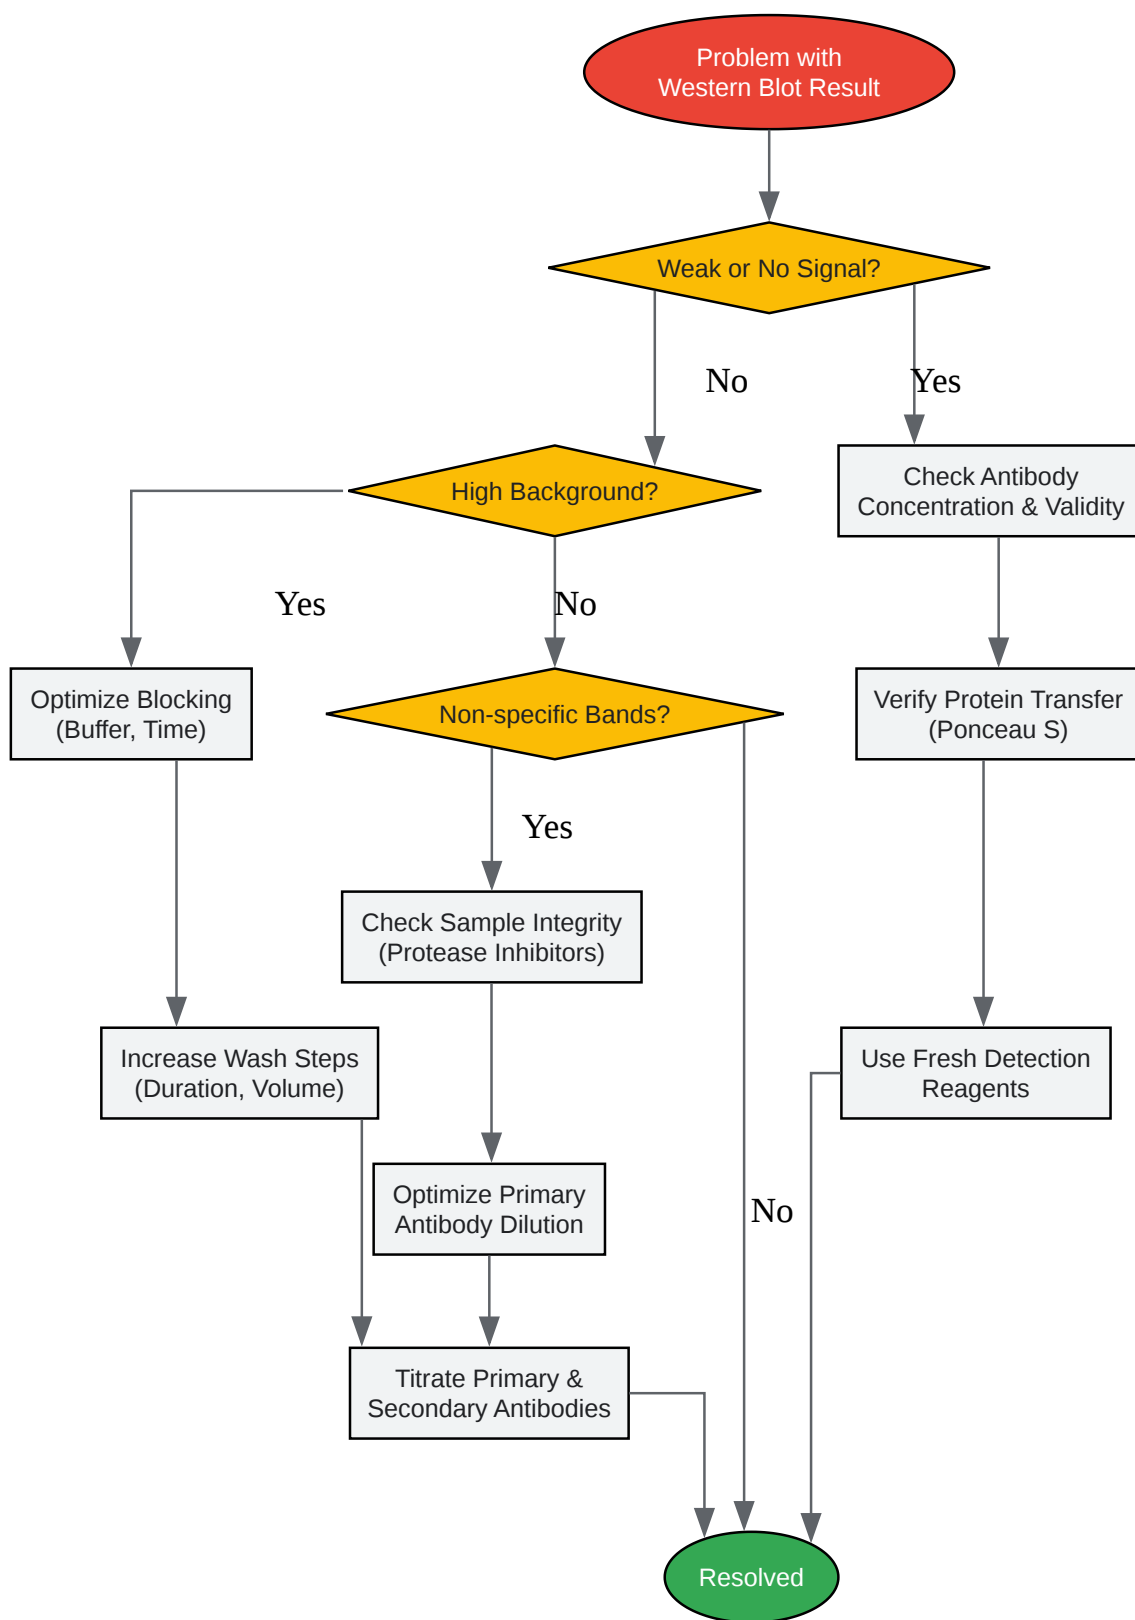 Problem with
Western Blot Result
Weak or No Signal?
No
Yes
High Background?
Check Antibody
Concentration & Validity
Yes
No
Optimize Blocking
(Buffer, Time)
Non-specific Bands?
Verify Protein Transfer
(Ponceau S)
Yes
Check Sample Integrity
(Protease Inhibitors)
Increase Wash Steps
(Duration, Volume)
Use Fresh Detection
Reagents
Optimize Primary
Antibody Dilution
No
Titrate Primary &
Secondary Antibodies
Resolved